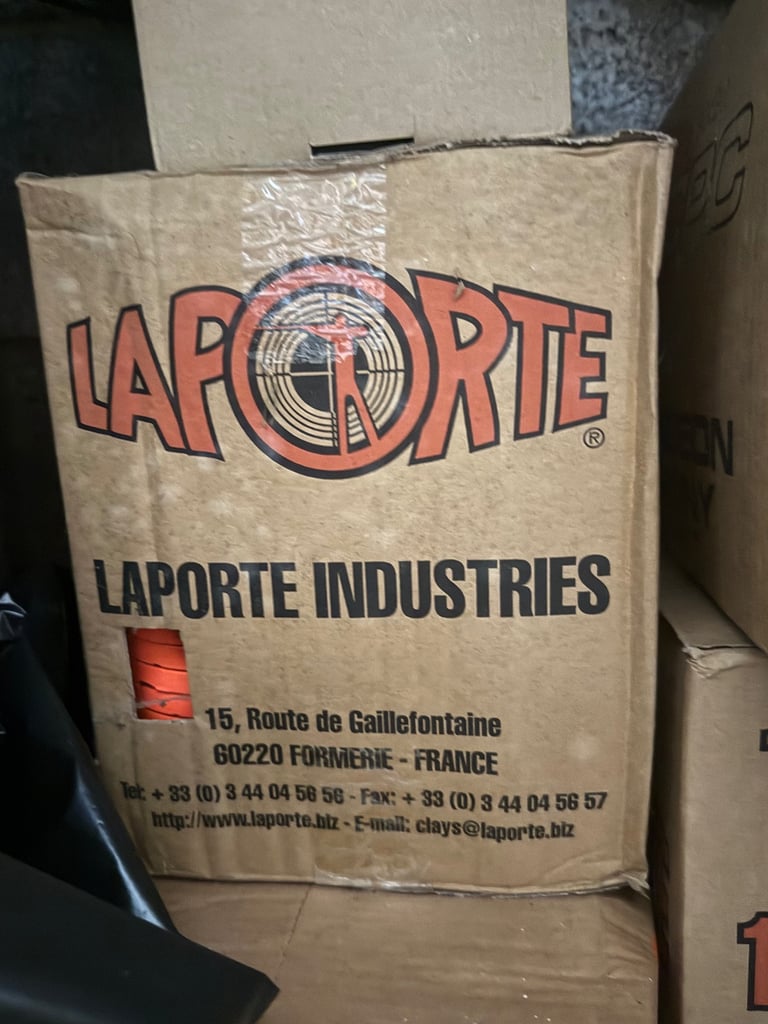 LAPORTE
®
LAPORTE INDUSTRIES
15, Route de Gaillefontaine
60220 FORMERIE - FRANCE
Tel: + 33 (0) 3 44 04 56 56 - Fax: + 33 (0) 3 44 04 56 57
http://www.laporte.biz - E-mail: clays@laporte.biz